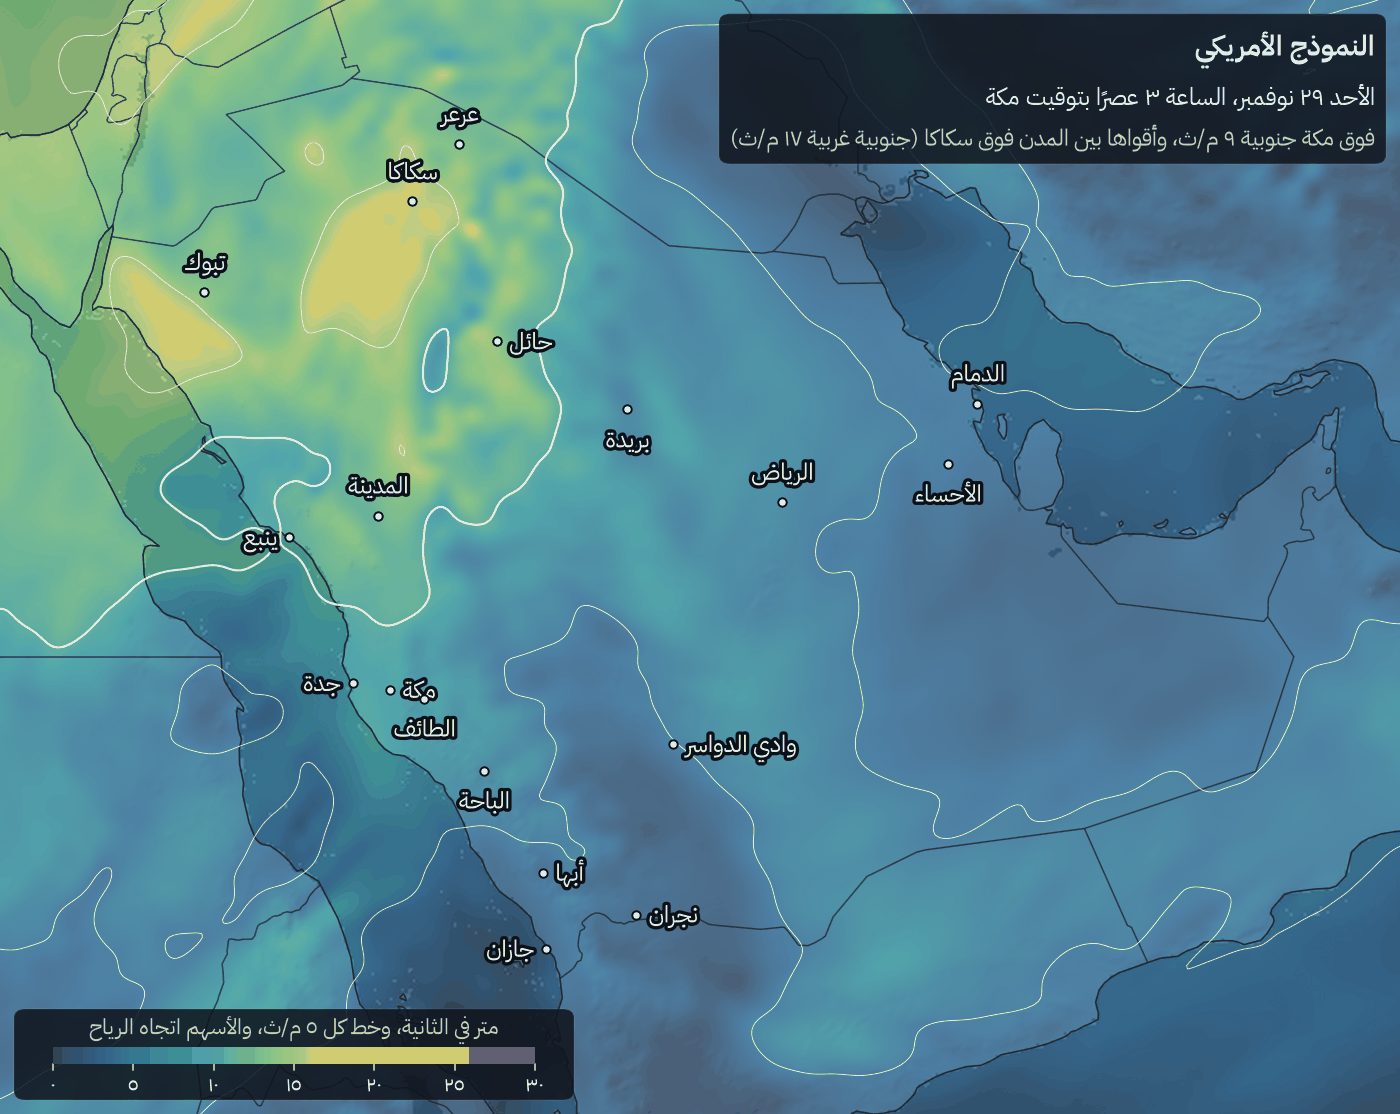 النموذج الأمريكي
الأحد ٢٩ نوفمبر، الساعة ٣ عصرًا بتوقيت مكة
فوق مكة جنوبية ٩ م/ث، وأقواها بين المدن فوق سكاكا (جنوبية غربية ١٧ م/ث)
عرعر
سكاكا
تبوك
حائل
الدمام
بريدة
الرياض
الأحساء
المدينة
ينبع
جدة
مكة
الطائف
وادي الدواسر
الباحة
أبها
نجران
جازان
متر في الثانية، وخط كل ٥ م/ث، والأسهم اتجاه الرياح
٠ ٥ ١٠ ١٥ ٢٠ ٢٥ ٣٠